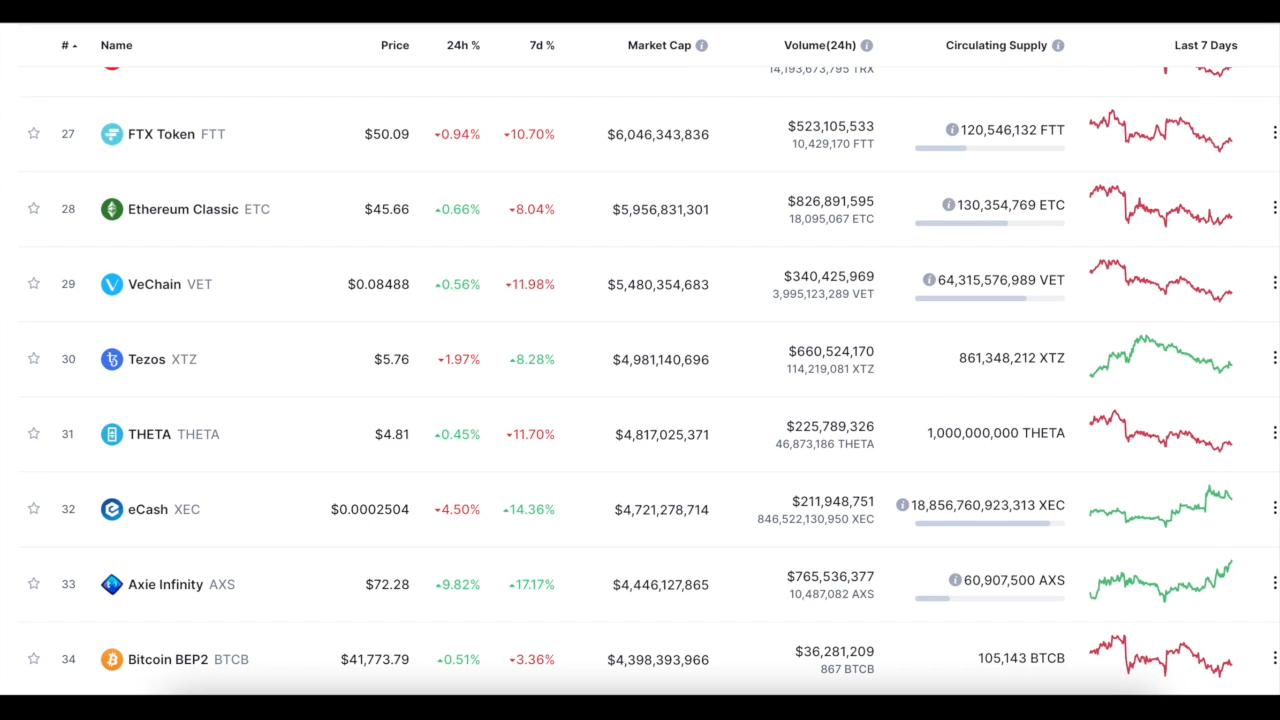 # Name Price 24h % 7d % Market Cap Volume(24h) Circulating Supply Last 7 Days
14,193,673,795 TRX
27 FTX Token FTT $50.09 0.94% 10.70% $6,046,343,836 $523,105,533 120,546,132 FTT
10,429,170 FTT
28 Ethereum Classic ETC $45.66 0.66% 8.04% $5,956,831,301 $826,891,595 130,354,769 ETC
18,095,067 ETC
29 VeChain VET $0.08488 0.56% 11.98% $5,480,354,683 $340,425,969 64,315,576,989 VET
3,995,123,289 VET
30 Tezos XTZ $5.76 1.97% 8.28% $4,981,140,696 $660,524,170 861,348,212 XTZ
114,219,081 XTZ
31 THETA THETA $4.81 0.45% 11.70% $4,817,025,371 $225,789,326 1,000,000,000 THETA
46,873,186 THETA
32 eCash XEC $0.0002504 4.50% 14.36% $4,721,278,714 $211,948,751 18,856,760,923,313 XEC
846,522,130,950 XEC
33 Axie Infinity AXS $72.28 9.82% 17.17% $4,446,127,865 $765,536,377 60,907,500 AXS
10,487,082 AXS
34 Bitcoin BEP2 BTCB $41,773.79 0.51% 3.36% $4,398,393,966 $36,281,209 105,143 BTCB
867 BTCB